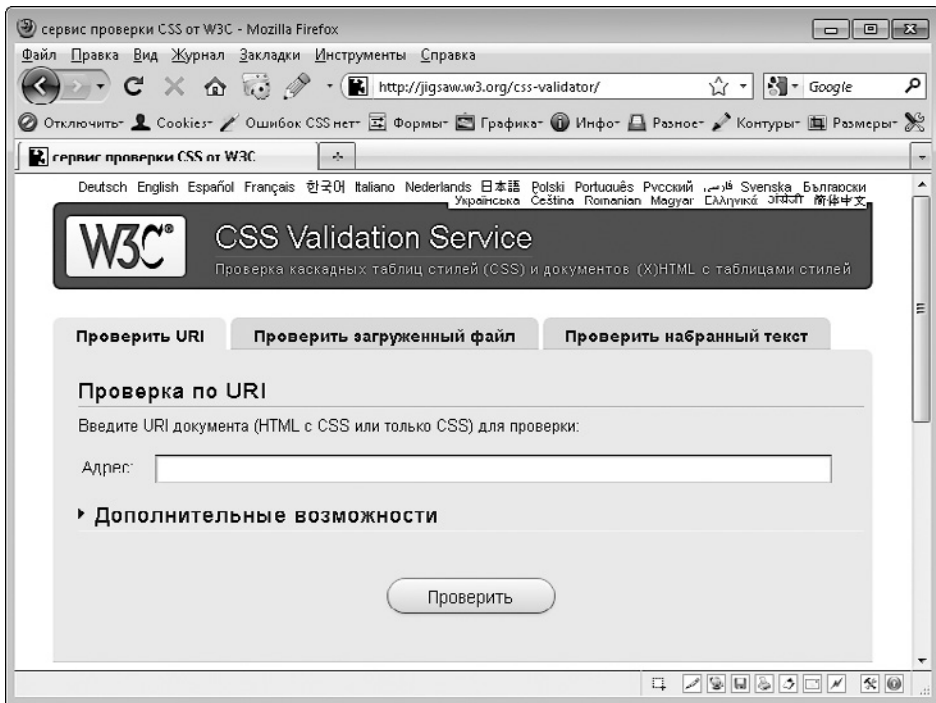 сервис проверки CSS от W3C - Mozilla Firefox
Файл Правка Вид Журнал Закладки Инструменты Справка
http://jigsaw.w3.org/css-validator/ Google
Отключить Cookies Ошибок CSS нет Формы Графика Инфо Разное Контуры Размеры
сервис проверки CSS от W3C
Deutsch English Español Français 한국어 Italiano Nederlands 日本語 Polski Português Русский فارسی Svenska Български
Українська Čeština Romanian Magyar Ελληνικά हिन्दी 简体中文
W3C® CSS Validation Service
Проверка каскадных таблиц стилей (CSS) и документов (X)HTML с таблицами стилей
Проверить URI Проверить загруженный файл Проверить набранный текст
Проверка по URI
Введите URI документа (HTML с CSS или только CSS) для проверки:
Адрес:
Дополнительные возможности
Проверить